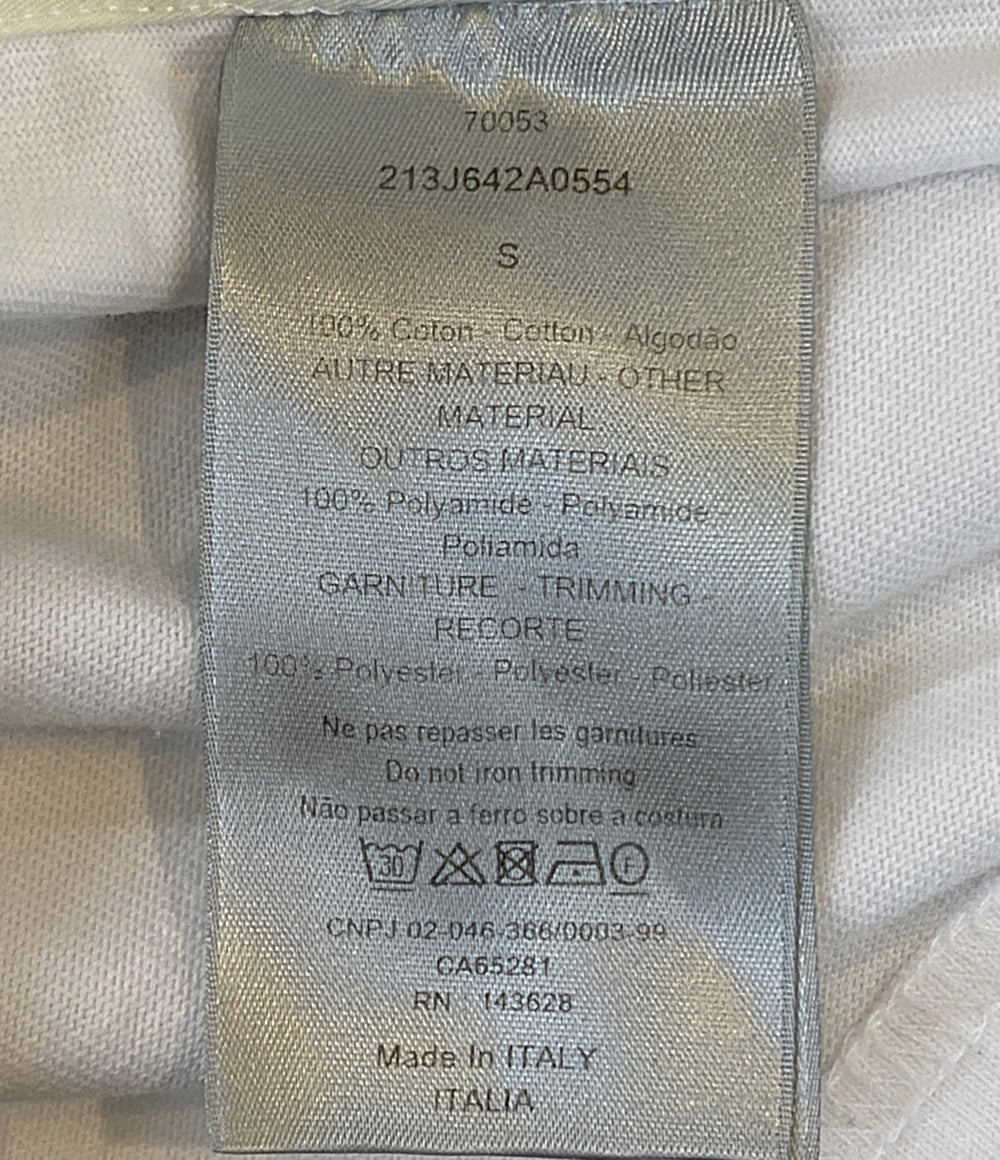 70053
213J642A0554
S
100% Coton - Cotton - Algodão
AUTRE MATERIAU - OTHER
MATERIAL
OUTROS MATERIAIS
100% Polyamide - Polyamide -
Poliamida
GARNITURE - TRIMMING -
RECORTE
100% Polyester - Polyester - Poliester
Ne pas repasser les garnitures
Do not iron trimming
Não passar a ferro sobre a costura
30 F
CNPJ 02-046-366/0003-99
CA65281
RN 143628
Made In ITALY
ITALIA